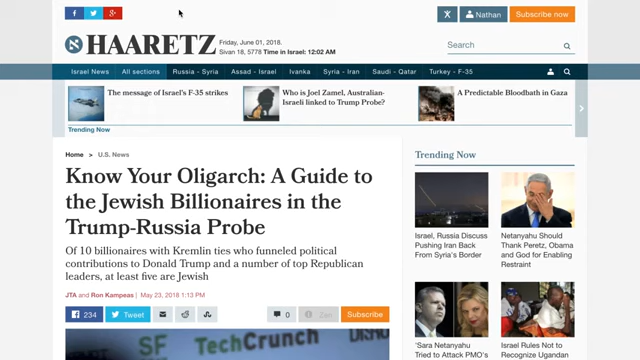 Nathan
Subscribe now
HAARETZ
Friday, June 01, 2018.
Sivan 18, 5778 Time in Israel: 12:02 AM
Search
Israel News
All sections
Russia - Syria
Assad - Israel
Ivanka
Syria - Iran
Saudi - Qatar
Turkey - F-35
The message of Israel's F-35 strikes
Who is Joel Zamel, Australian-
Israeli linked to Trump Probe?
A Predictable Bloodbath in Gaza
Trending Now
Home > U.S. News
Know Your Oligarch: A Guide to
the Jewish Billionaires in the
Trump-Russia Probe
Of 10 billionaires with Kremlin ties who funneled political
contributions to Donald Trump and a number of top Republican
leaders, at least five are Jewish
JTA and Ron Kampeas | May 23, 2018 1:13 PM
234
Tweet
0
Zen
Subscribe
SF
TechCrunch
Trending Now
Israel, Russia Discuss
Pushing Iran Back
From Syria's Border
Netanyahu Should
Thank Peretz, Obama
and God for Enabling
Restraint
'Sara Netanyahu
Tried to Attack PMO's
Israel Rules Not to
Recognize Ugandan